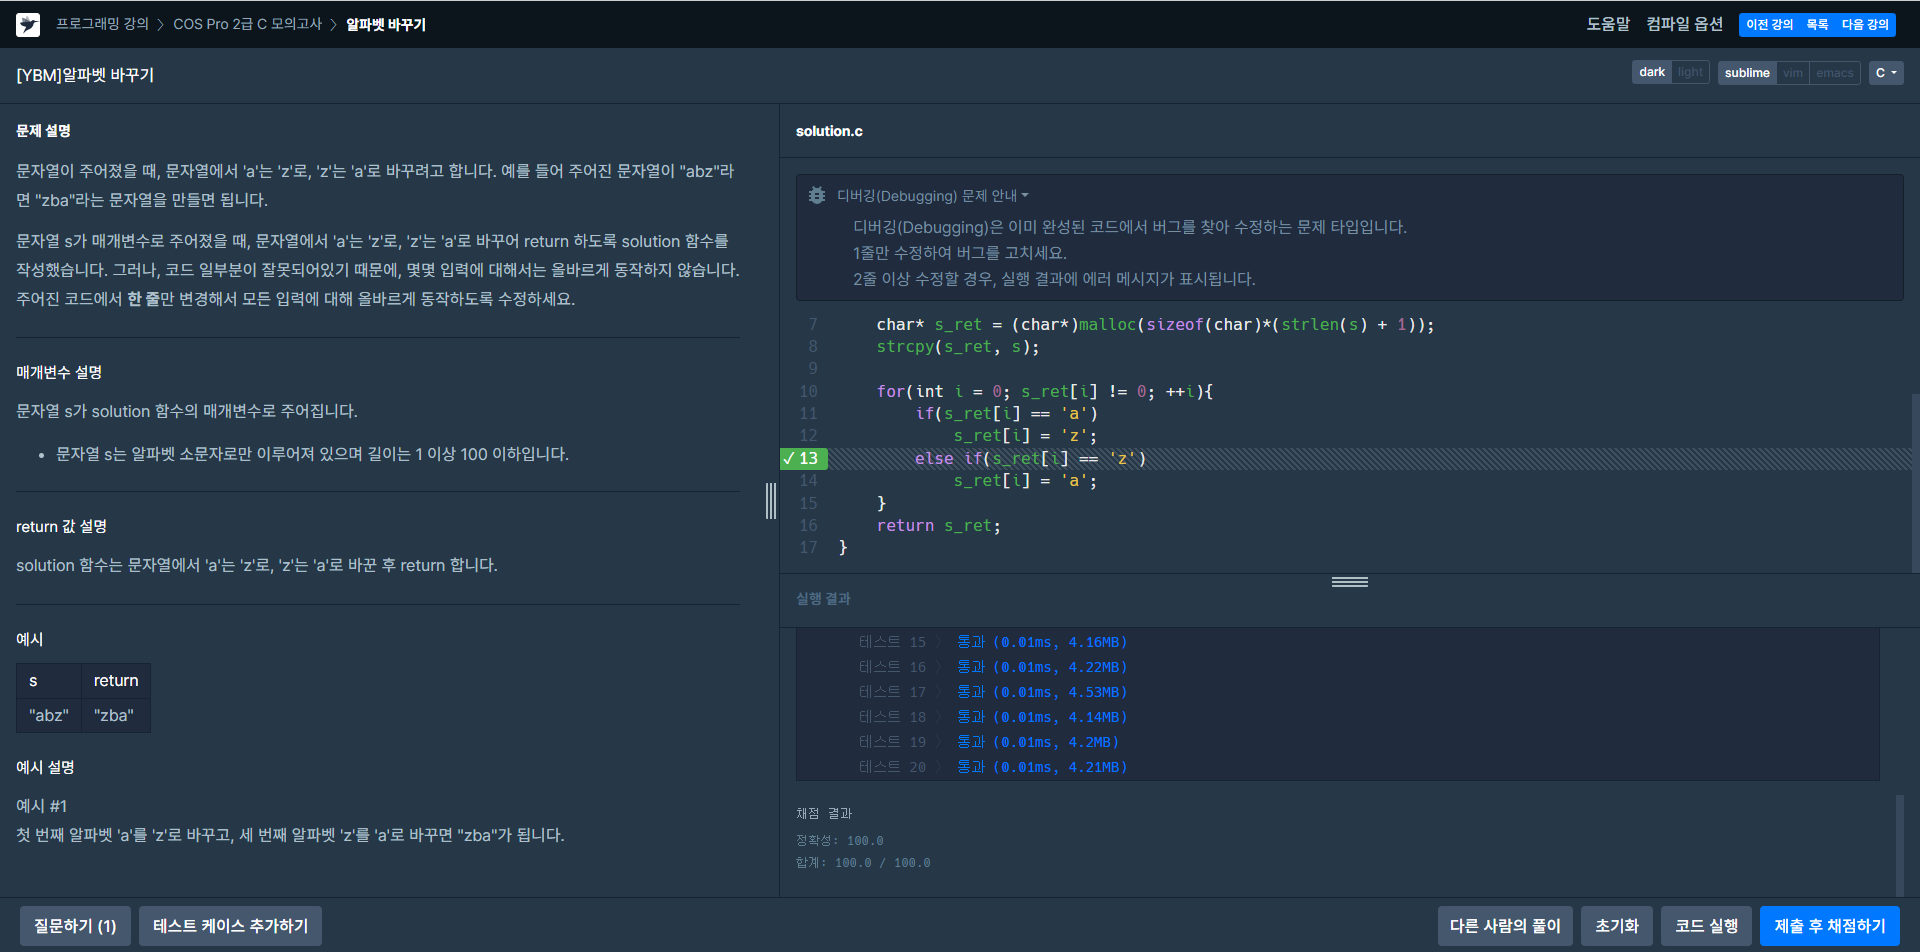 프로그래밍 강의 > COS Pro 2급 C 모의고사 > 알파벳 바꾸기
도움말 컴파일 옵션 이전 강의 목록 다음 강의
[YBM]알파벳 바꾸기
dark light sublime vim emacs C
문제 설명
문자열이 주어졌을 때, 문자열에서 'a'는 'z'로, 'z'는 'a'로 바꾸려고 합니다. 예를 들어 주어진 문자열이 "abz"라
면 "zba"라는 문자열을 만들면 됩니다.
문자열 s가 매개변수로 주어졌을 때, 문자열에서 'a'는 'z'로, 'z'는 'a'로 바꾸어 return 하도록 solution 함수를
작성했습니다. 그러나, 코드 일부분이 잘못되어있기 때문에, 몇몇 입력에 대해서는 올바르게 동작하지 않습니다.
주어진 코드에서 한 줄만 변경해서 모든 입력에 대해 올바르게 동작하도록 수정하세요.
매개변수 설명
문자열 s가 solution 함수의 매개변수로 주어집니다.
• 문자열 s는 알파벳 소문자로만 이루어져 있으며 길이는 1 이상 100 이하입니다.
return 값 설명
solution 함수는 문자열에서 'a'는 'z'로, 'z'는 'a'로 바꾼 후 return 합니다.
예시
s return
"abz" "zba"
예시 설명
예시 #1
첫 번째 알파벳 'a'를 'z'로 바꾸고, 세 번째 알파벳 'z'를 'a'로 바꾸면 "zba"가 됩니다.
solution.c
디버깅(Debugging) 문제 안내
디버깅(Debugging)은 이미 완성된 코드에서 버그를 찾아 수정하는 문제 타입입니다.
1줄만 수정하여 버그를 고치세요.
2줄 이상 수정할 경우, 실행 결과에 에러 메시지가 표시됩니다.
7 char* s_ret = (char*)malloc(sizeof(char)*(strlen(s) + 1));
8 strcpy(s_ret, s);
9
10 for(int i = 0; s_ret[i] != 0; ++i){
11 if(s_ret[i] == 'a')
12 s_ret[i] = 'z';
✓ 13 else if(s_ret[i] == 'z')
14 s_ret[i] = 'a';
15 }
16 return s_ret;
17 }
실행 결과
테스트 15 > 통과 (0.01ms, 4.16MB)
테스트 16 > 통과 (0.01ms, 4.22MB)
테스트 17 > 통과 (0.01ms, 4.53MB)
테스트 18 > 통과 (0.01ms, 4.14MB)
테스트 19 > 통과 (0.01ms, 4.2MB)
테스트 20 > 통과 (0.01ms, 4.21MB)
채점 결과
정확성: 100.0
합계: 100.0 / 100.0
질문하기 (1) 테스트 케이스 추가하기 다른 사람의 풀이 초기화 코드 실행 제출 후 채점하기